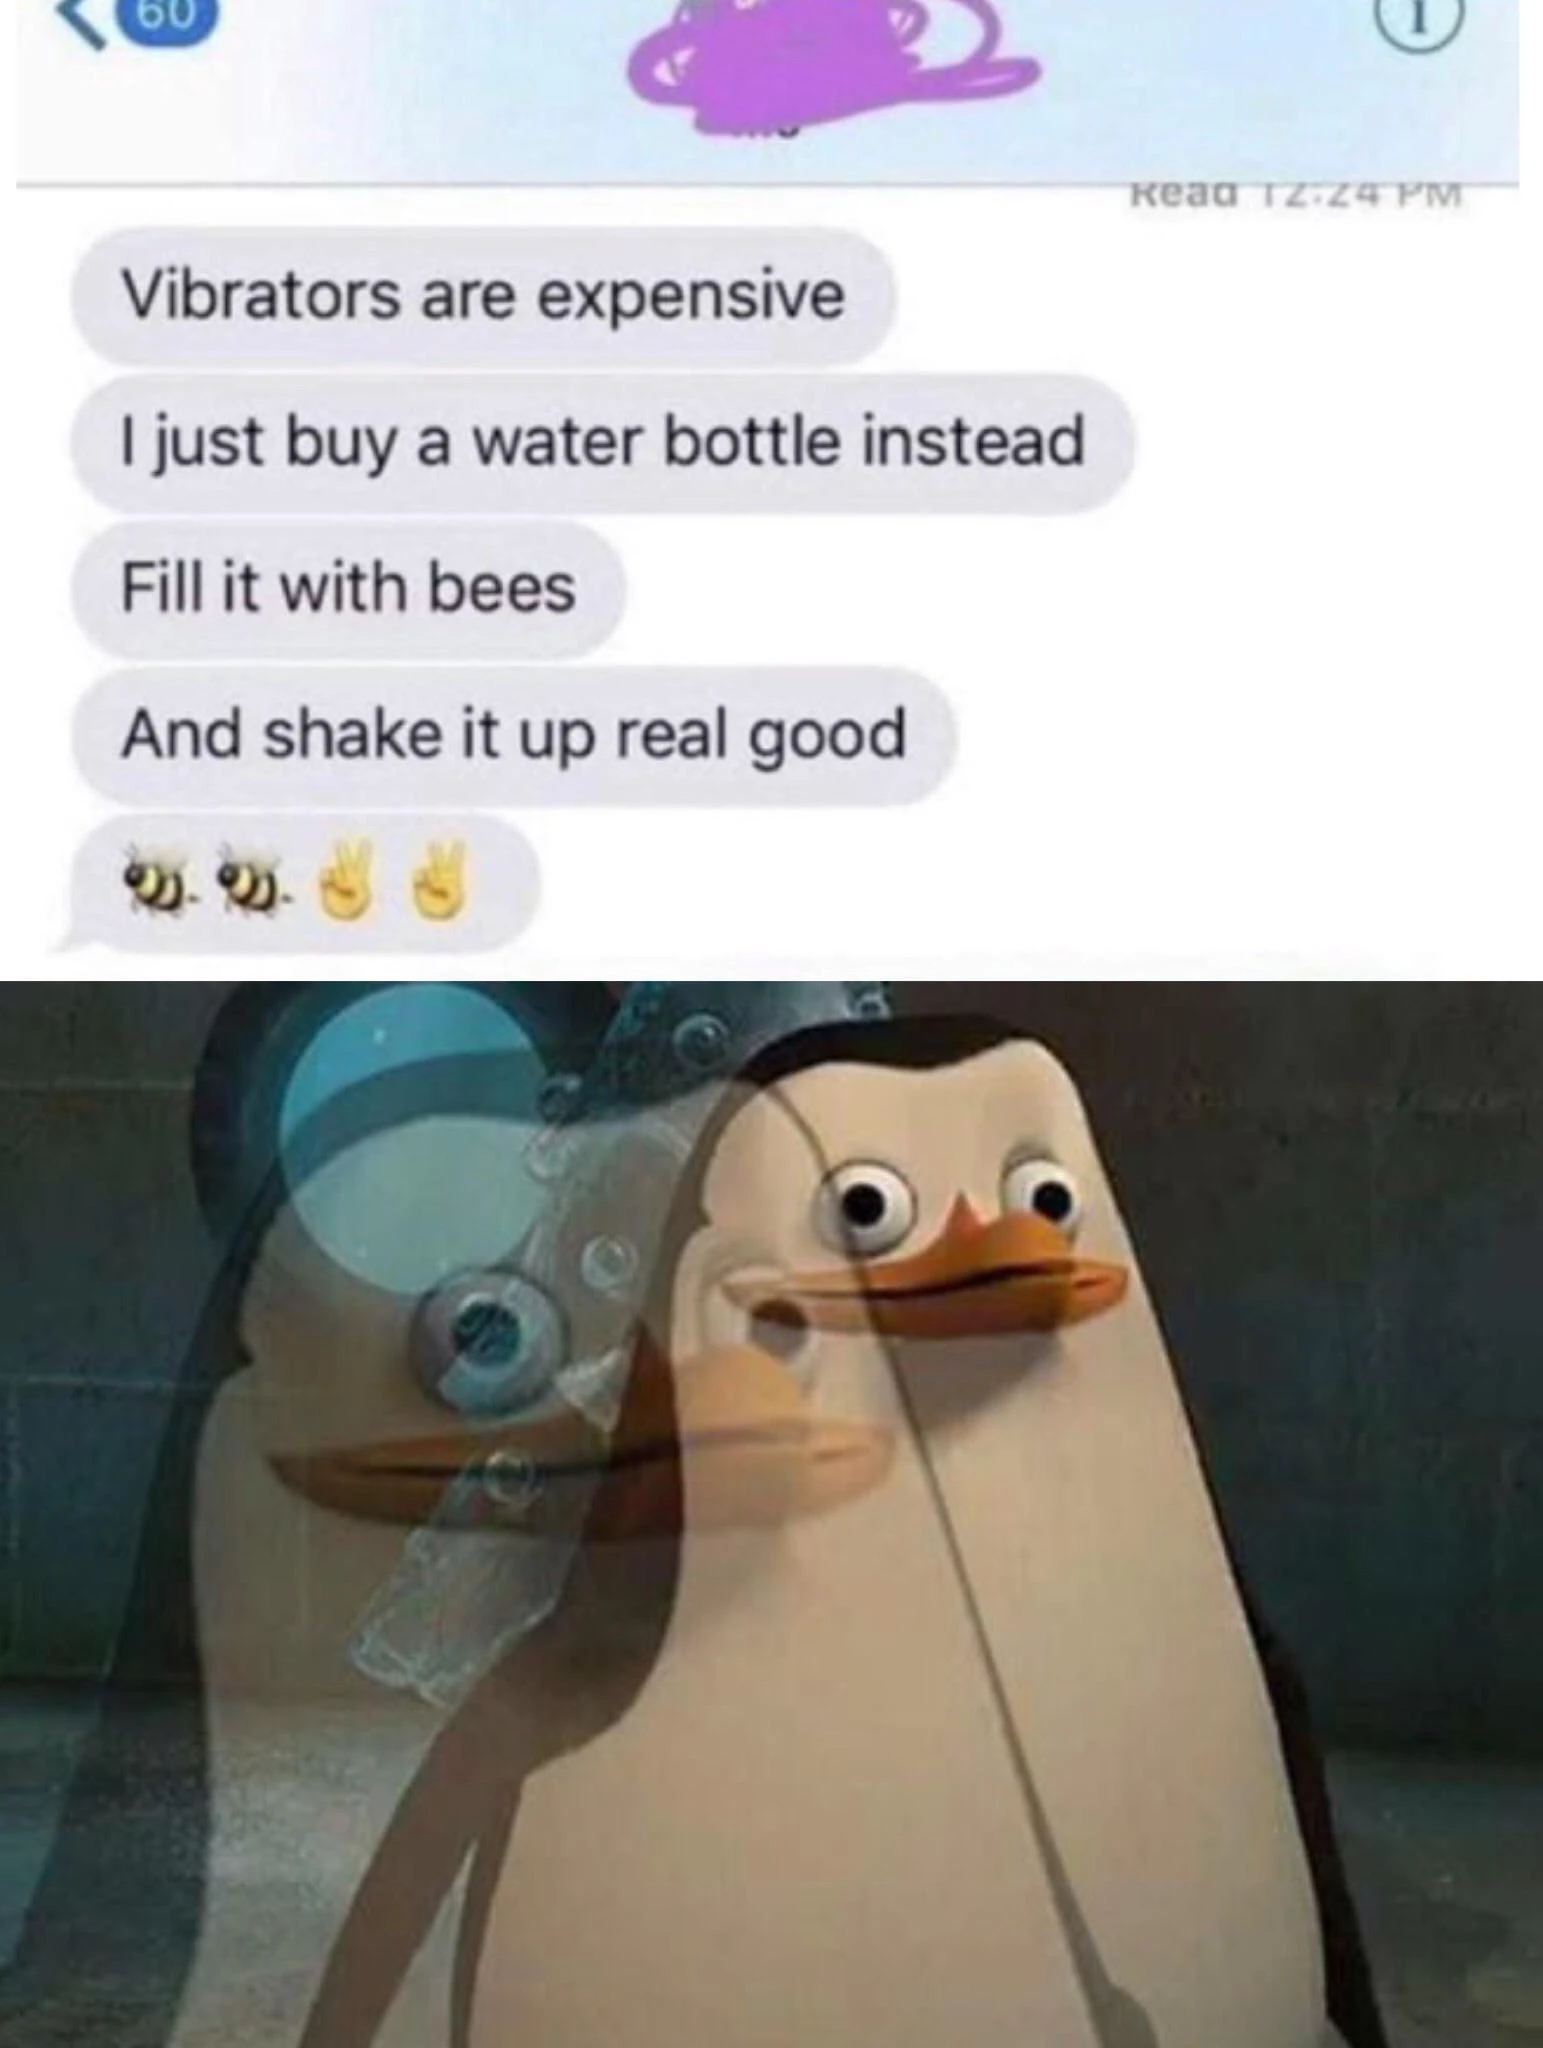 60
i
Read 12:24 PM
Vibrators are expensive
I just buy a water bottle instead
Fill it with bees
And shake it up real good
🐝🐝✌️✌️